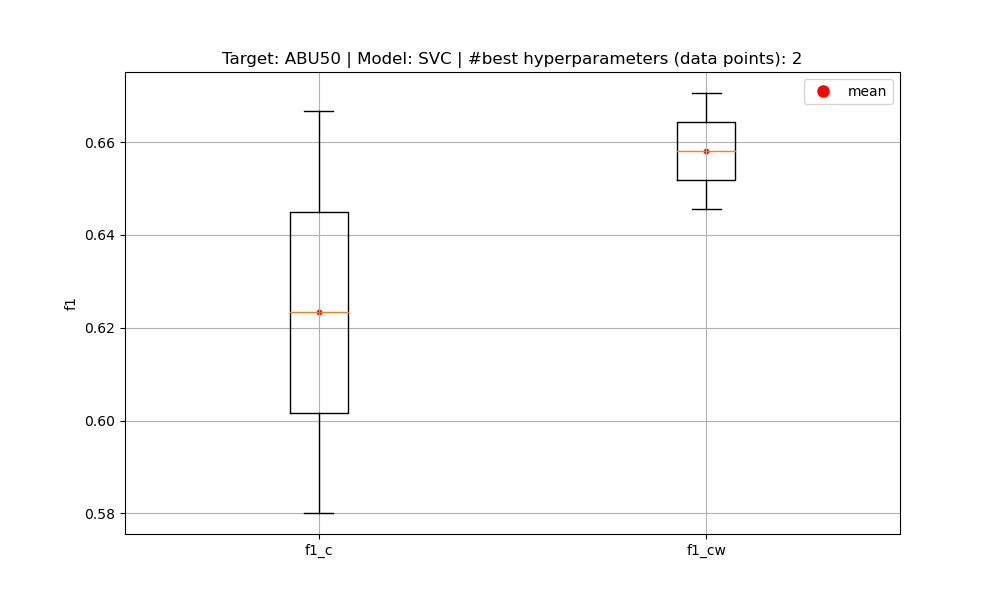 Target: ABU50 | Model: SVC | #best hyperparameters (data points): 2
mean
0.66
0.64
0.62
0.60
0.58
f1
f1_c
f1_cw